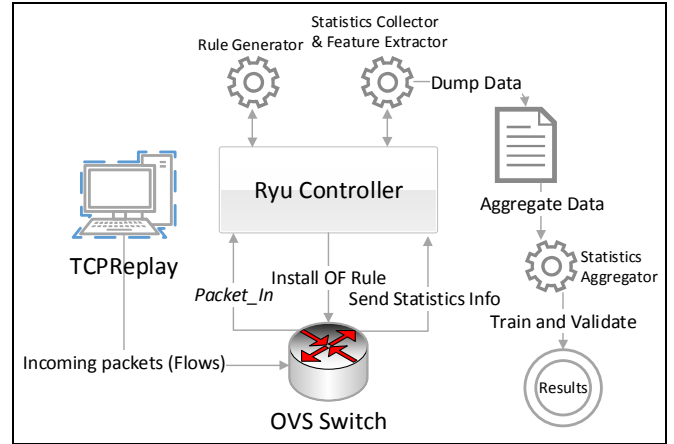 Statistics Collector
& Feature Extractor
Rule Generator
Dump Data
Ryu Controller
Aggregate Data
TCPReplay
Statistics
Aggregator
Install OF Rule
Packet_In
Send Statistics Info
Train and Validate
Incoming packets (Flows)
Results
OVS Switch